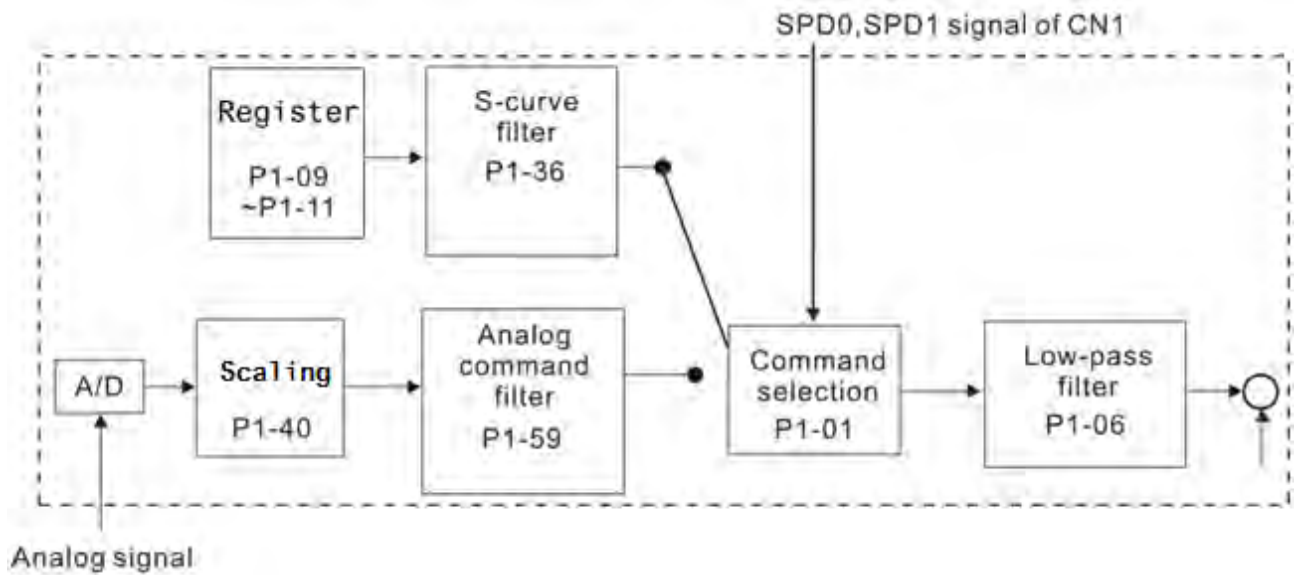 SPD0,SPD1 signal of CN1
Register
P1-09
~P1-11
S-curve
filter
P1-36
A/D
Scaling
P1-40
Analog
command
filter
P1-59
Command
selection
P1-01
Low-pass
filter
P1-06
Analog signal